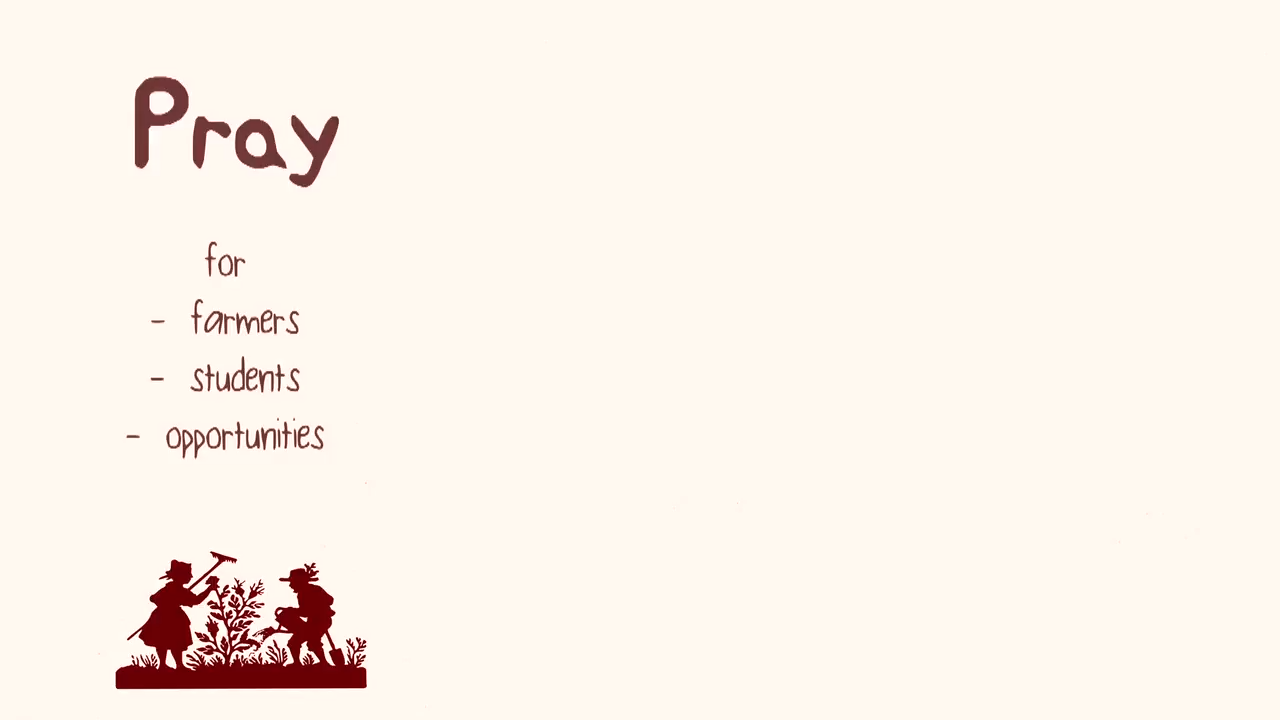 Pray
for
- farmers
- students
- opportunities